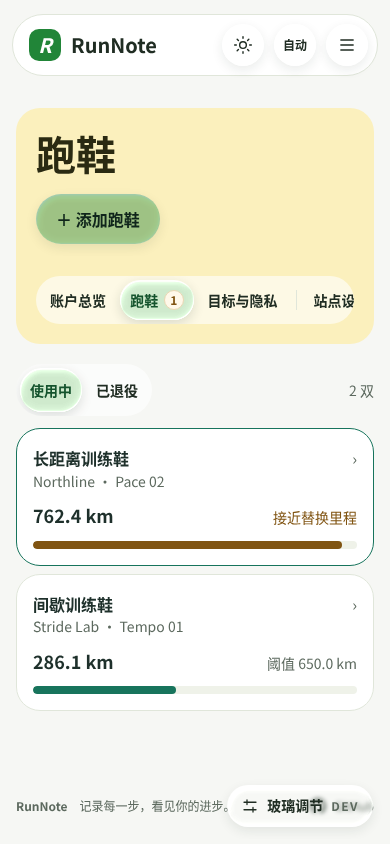 R RunNote 自动
跑鞋
+ 添加跑鞋
账户总览 跑鞋 1 目标与隐私 站点设
使用中 已退役 2 双
长距离训练鞋 ›
Northline • Pace 02
762.4 km 接近替换里程
间歇训练鞋 ›
Stride Lab • Tempo 01
286.1 km 阈值 650.0 km
RunNote 记录每一步，看见你的进步。 玻璃调节 DEV